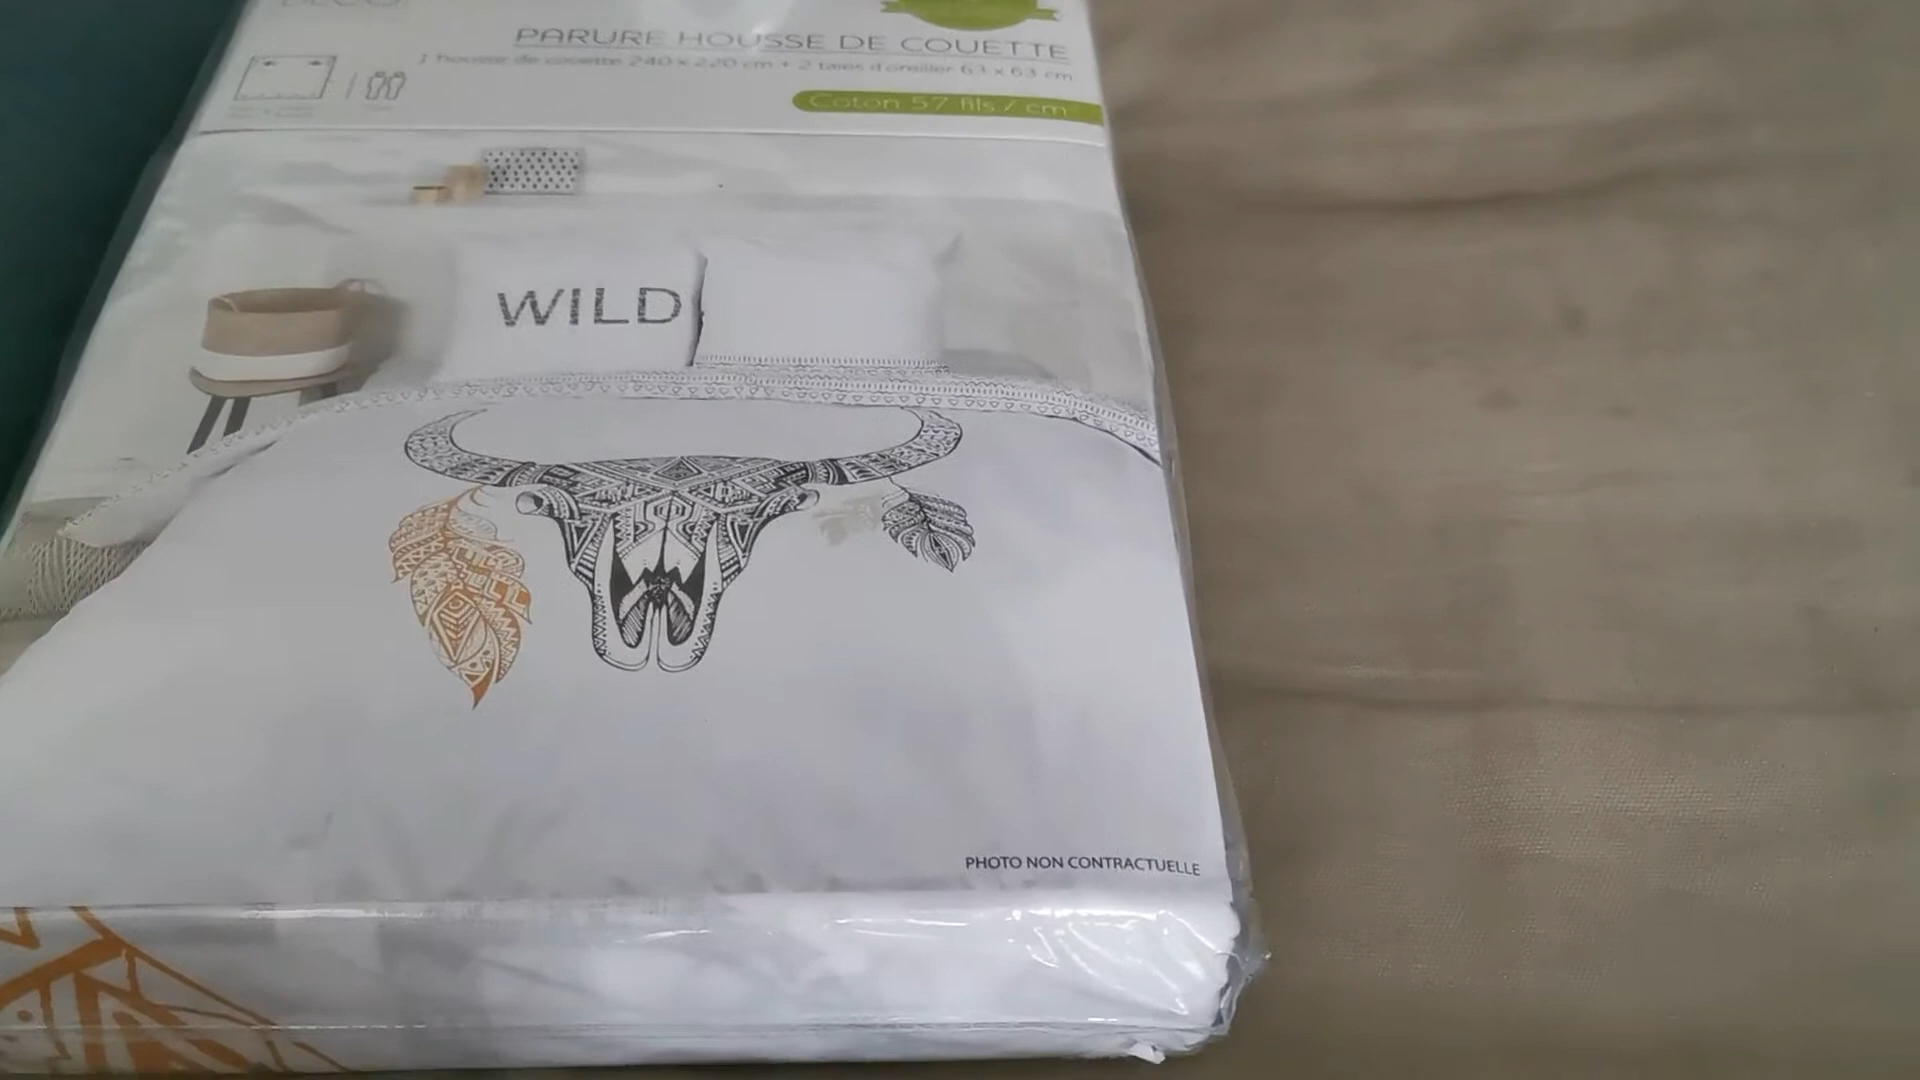 DECO
PARURE HOUSSE DE COUETTE
1 housse de couette 240 x 220 cm + 2 taies d'oreiller 63 x 63 cm
Coton 57 fils / cm
WILD
PHOTO NON CONTRACTUELLE